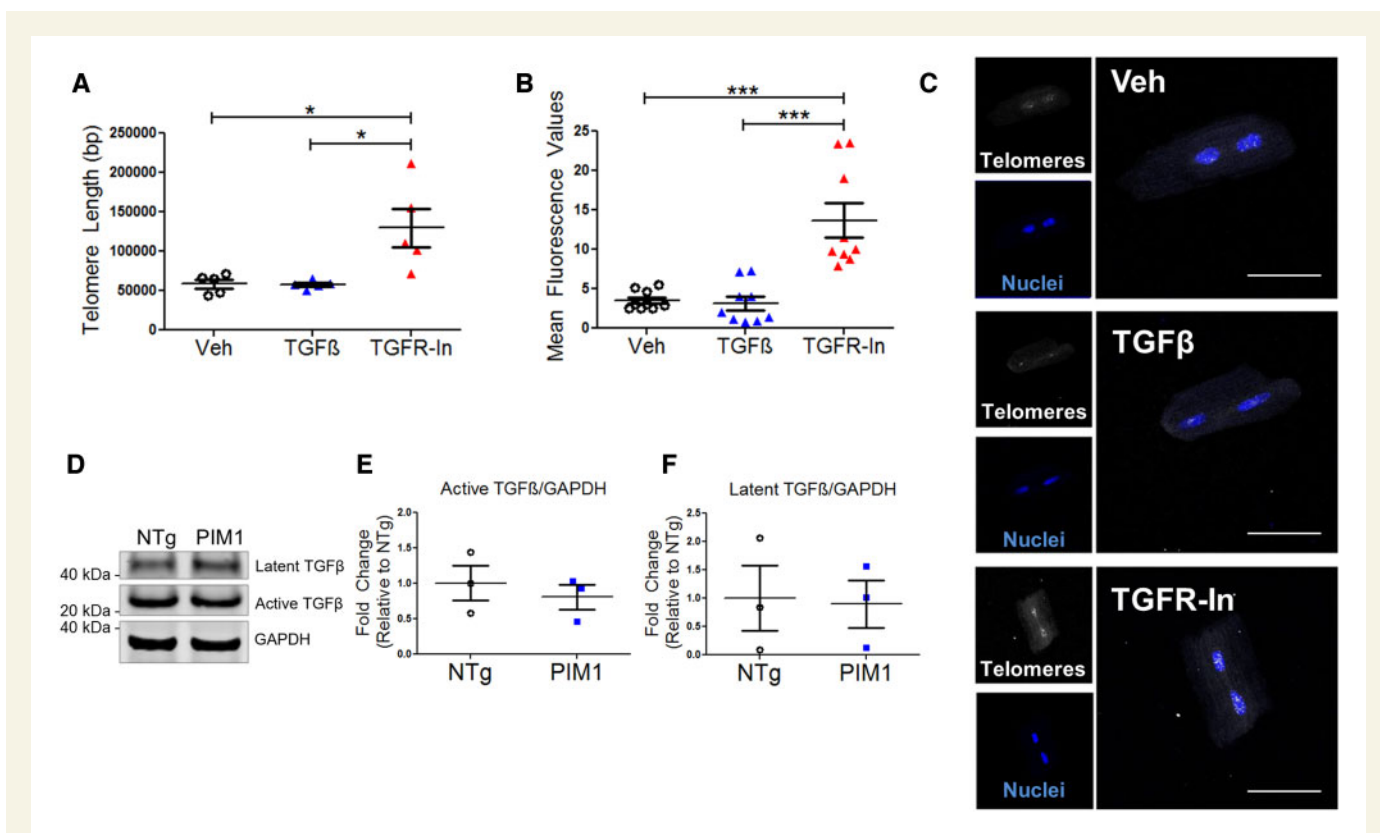 A
* 
*
Telomere Length (bp)
250000
200000
150000
100000
50000
0
Veh TGFß TGFR-In
B
***
***
Mean Fluorescence Values
25
20
15
10
5
0
Veh TGFß TGFR-In
C
Telomeres
Nuclei
Veh
Telomeres
Nuclei
TGFβ
Telomeres
Nuclei
TGFR-In
D
NTg PIM1
40 kDa - Latent TGFβ
20 kDa - Active TGFβ
40 kDa - GAPDH
E
Active TGFß/GAPDH
Fold Change
(Relative to NTg)
2.0
1.5
1.0
0.5
0.0
NTg PIM1
F
Latent TGFß/GAPDH
Fold Change
(Relative to NTg)
2.5
2.0
1.5
1.0
0.5
0.0
NTg PIM1